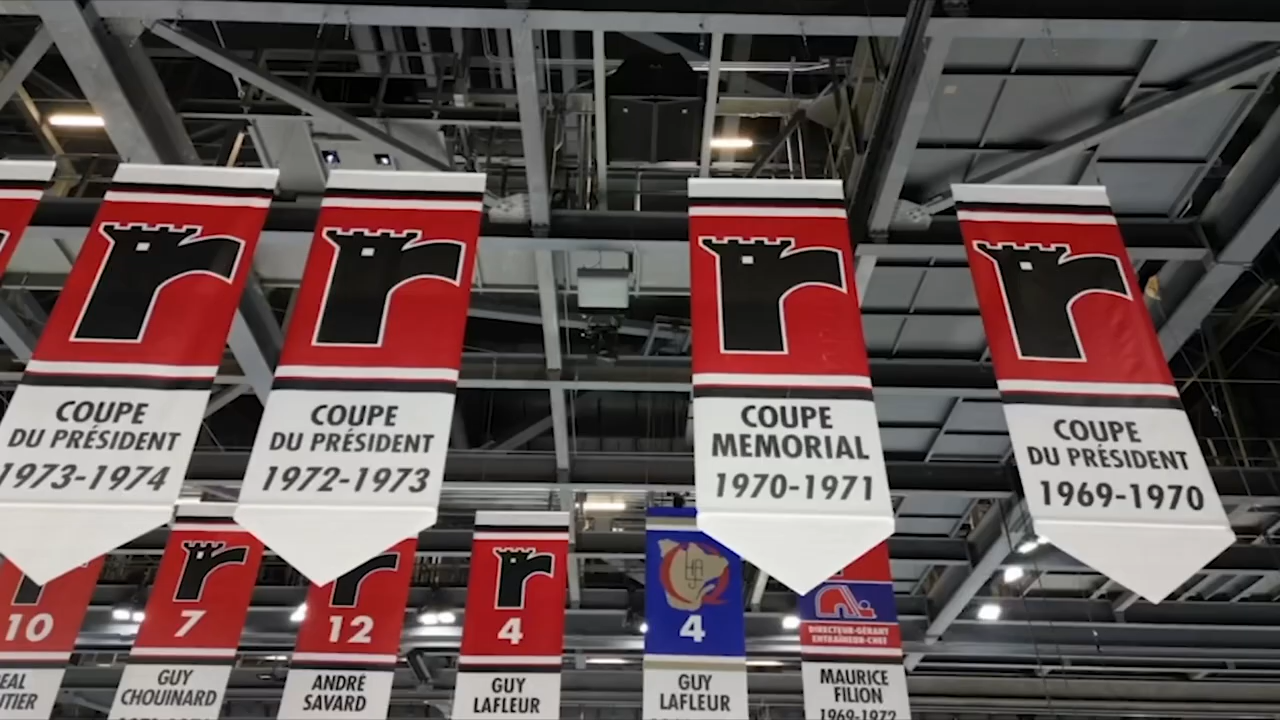 COUPE
DU PRÉSIDENT
1973-1974
COUPE
DU PRÉSIDENT
1972-1973
COUPE
MEMORIAL
1970-1971
COUPE
DU PRÉSIDENT
1969-1970
10
7
GUY
CHOUINARD
12
ANDRÉ
SAVARD
4
GUY
LAFLEUR
4
GUY
LAFLEUR
DIRECTEUR-GÉRANT
ENTRAÎNEUR-CHEF
MAURICE
FILION
1969-1972